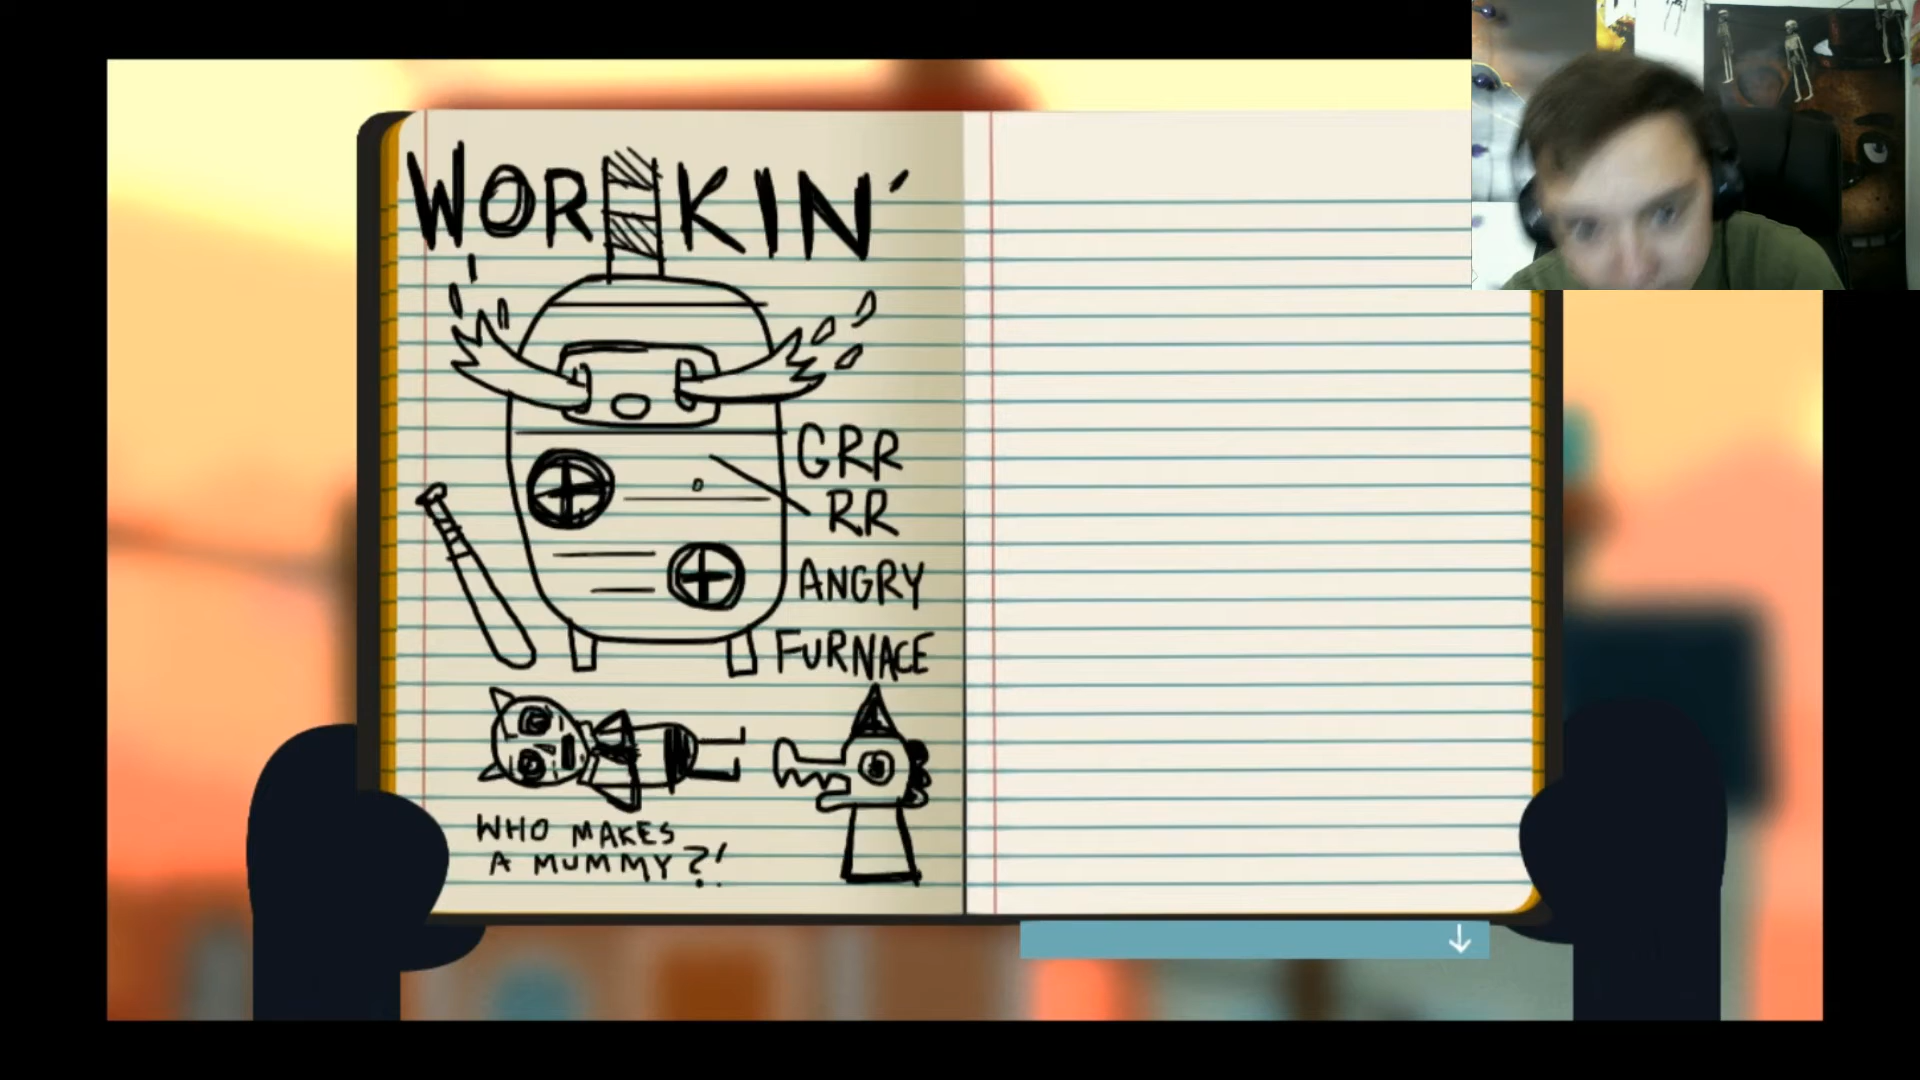 WORKIN'
GRR
RR
ANGRY
FURNACE
WHO MAKES
A MUMMY?!